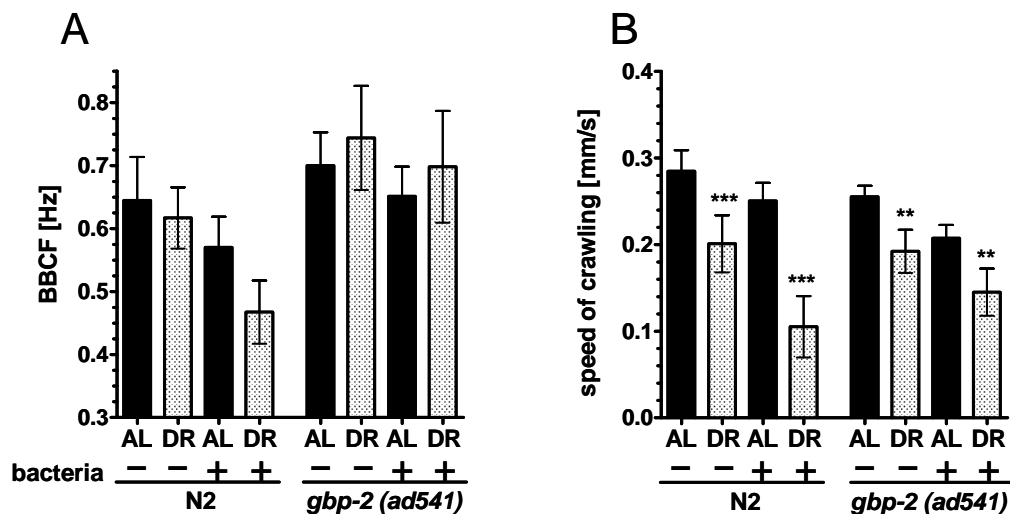 A
BBCF [Hz]
0.8
0.7
0.6
0.5
0.4
0.3
AL DR AL DR AL DR AL DR
bacteria − − + + − − + +
N2 gbp-2 (ad541)
B
speed of crawling [mm/s]
0.4
0.3
0.2
0.1
0.0
*** *** ** **
AL DR AL DR AL DR AL DR
− − + + − − + +
N2 gbp-2 (ad541)